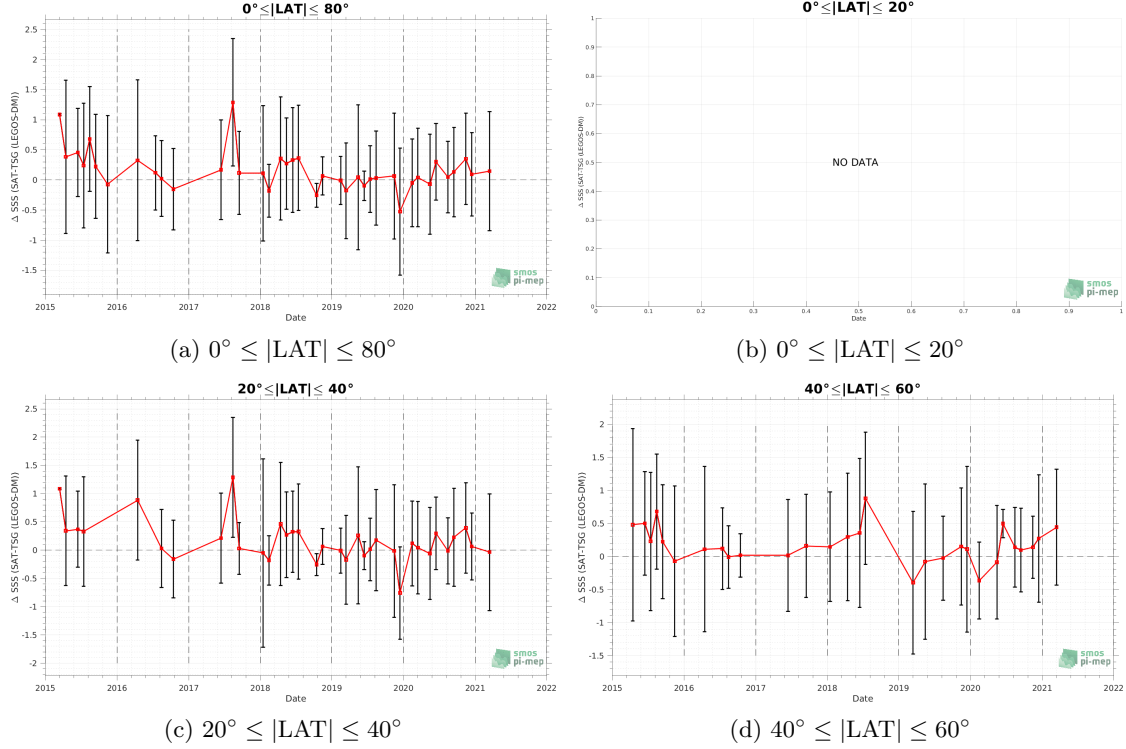 0°≤|LAT|≤ 80°
Δ SSS (SAT-TSG (LEGOS-DM))
2.5
2
1.5
1
0.5
0
-0.5
-1
-1.5
2015 2016 2017 2018 2019 2020 2021 2022
Date
smos
pi-mep
(a) 0° ≤ |LAT| ≤ 80°
0°≤|LAT|≤ 20°
Δ SSS (SAT-TSG (LEGOS-DM))
1
0.9
0.8
0.7
0.6
0.5
0.4
0.3
0.2
0.1
0
NO DATA
0 0.1 0.2 0.3 0.4 0.5 0.6 0.7 0.8 0.9 1
Date
smos
pi-mep
(b) 0° ≤ |LAT| ≤ 20°
20°≤|LAT|≤ 40°
Δ SSS (SAT-TSG (LEGOS-DM))
2.5
2
1.5
1
0.5
0
-0.5
-1
-1.5
-2
2015 2016 2017 2018 2019 2020 2021 2022
Date
smos
pi-mep
(c) 20° ≤ |LAT| ≤ 40°
40°≤|LAT|≤ 60°
Δ SSS (SAT-TSG (LEGOS-DM))
2
1.5
1
0.5
0
-0.5
-1
-1.5
2015 2016 2017 2018 2019 2020 2021 2022
Date
smos
pi-mep
(d) 40° ≤ |LAT| ≤ 60°